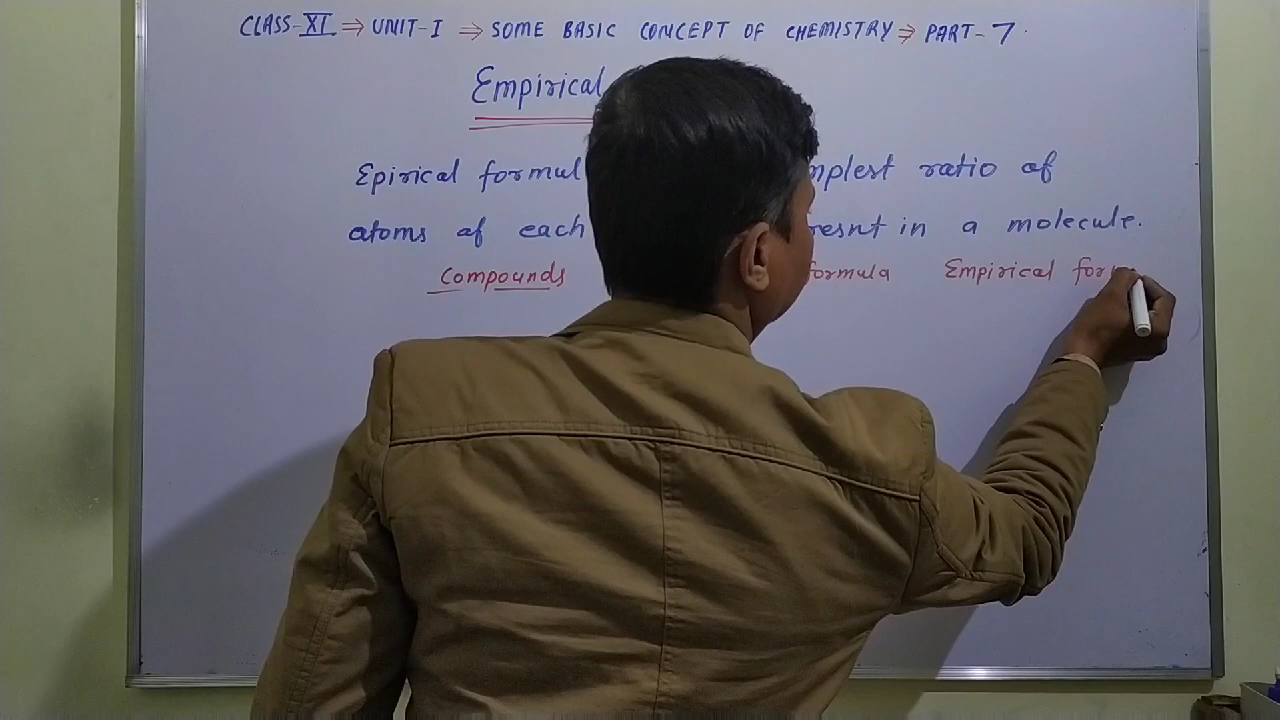 CLASS-XI ⇒ UNIT-I ⇒ SOME BASIC CONCEPT OF CHEMISTRY ⇒ PART-7
Empirical
Epirical formul mplest ratio of
atoms of each resnt in a molecule.
Compounds formula Empirical for